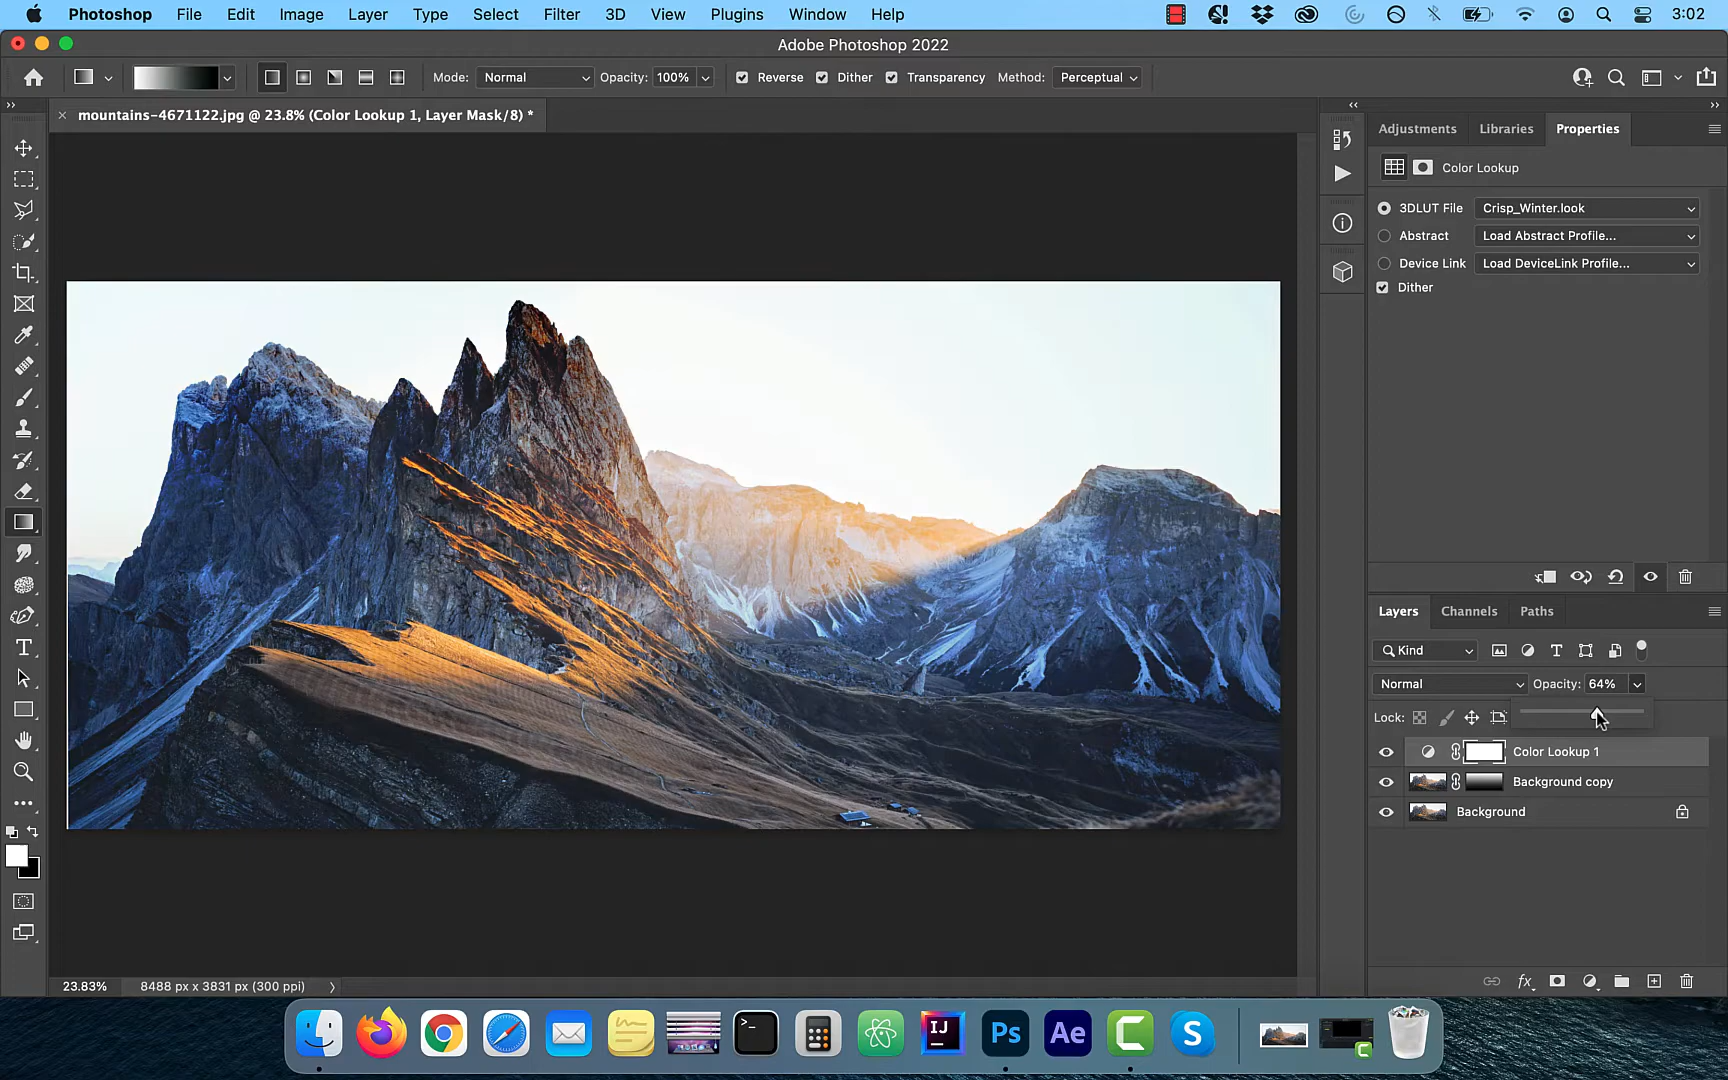 Photoshop File Edit Image Layer Type Select Filter 3D View Plugins Window Help 3:02
Adobe Photoshop 2022
Mode: Normal Opacity: 100% Reverse Dither Transparency Method: Perceptual
mountains-4671122.jpg @ 23.8% (Color Lookup 1, Layer Mask/8) *
Adjustments Libraries Properties
Color Lookup
3DLUT File Crisp_Winter.look
Abstract Load Abstract Profile...
Device Link Load DeviceLink Profile...
Dither
Layers Channels Paths
Kind
Normal Opacity: 64%
Lock:
Color Lookup 1
Background copy
Background
fx
23.83% 8488 px x 3831 px (300 ppi)
IJ Ps Ae C S